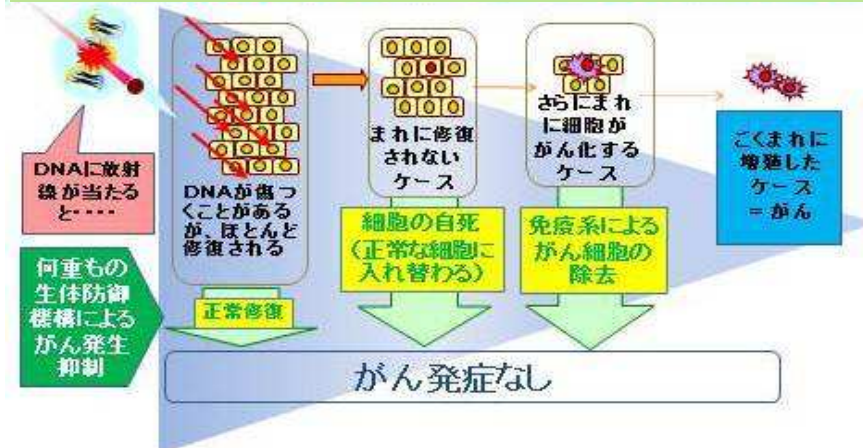 DNAに放射
線が当たる
と・・・・
DNAが傷つ
くことがある
が、ほとんど
修復される
まれに修復
されない
ケース
さらにまれ
に細胞が
がん化する
ケース
ごくまれに
増殖した
ケース
=がん
何重もの
生体防御
機構による
がん発生
抑制
正常修復
細胞の自死
(正常な細胞に
入れ替わる)
免疫系による
がん細胞の
除去
がん発症なし